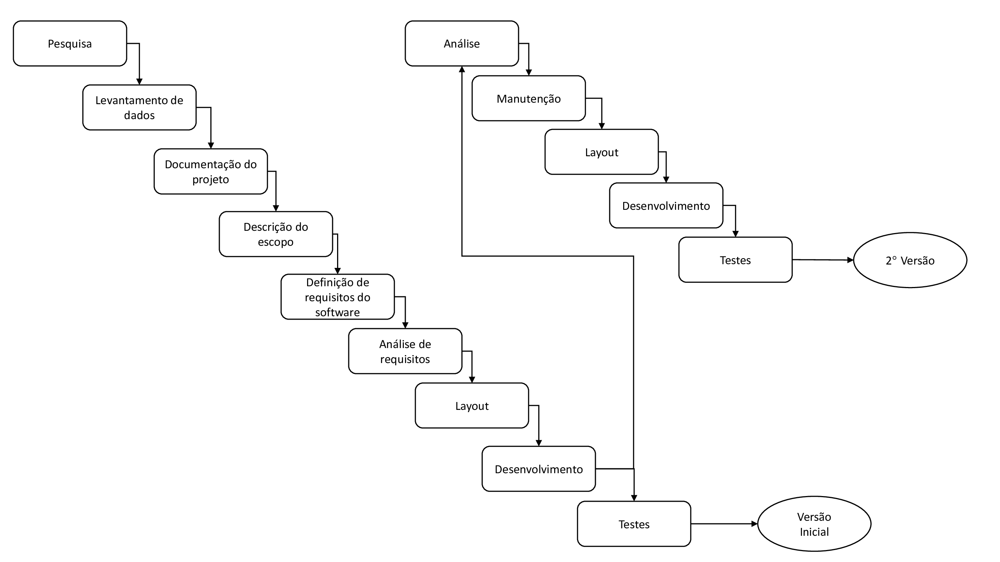 Pesquisa
Levantamento de
dados
Documentação do
projeto
Descrição do
escopo
Definição de
requisitos do
software
Análise de
requisitos
Layout
Desenvolvimento
Testes
Versão
Inicial
Análise
Manutenção
Layout
Desenvolvimento
Testes
2° Versão